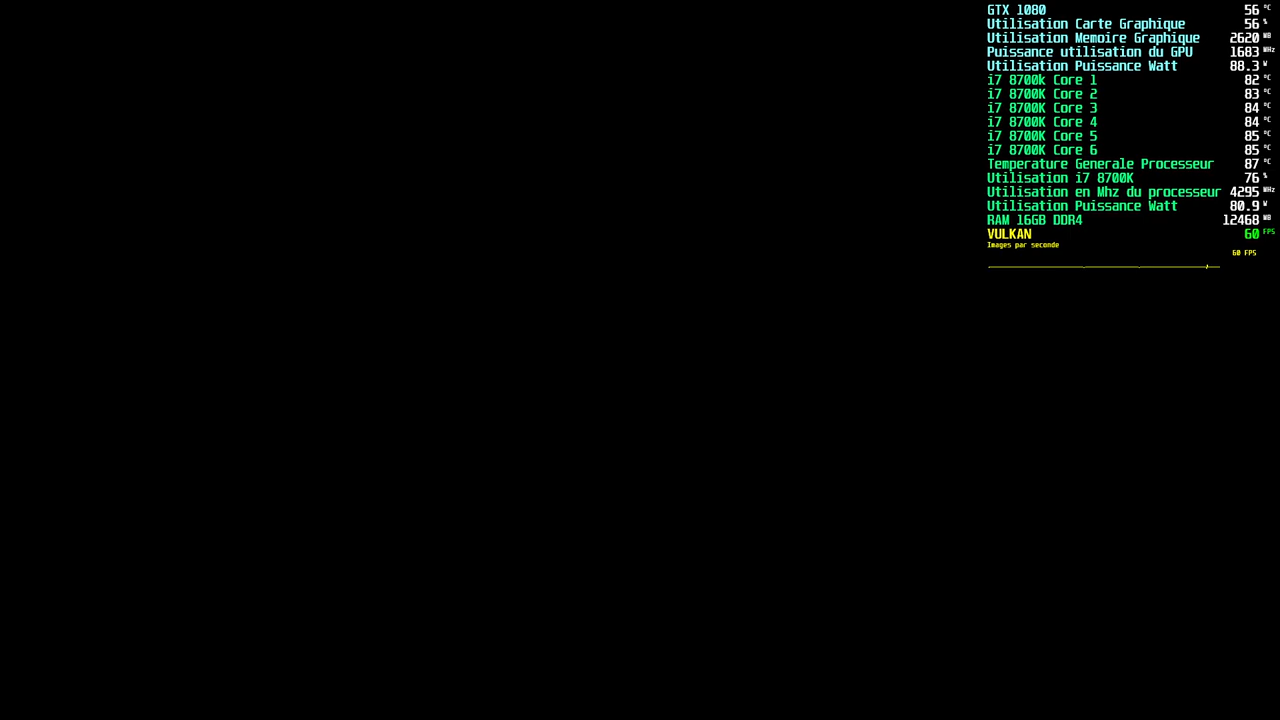 GTX 1080 56 °C
Utilisation Carte Graphique 56 %
Utilisation Memoire Graphique 2620 MB
Puissance utilisation du GPU 1683 MHz
Utilisation Puissance Watt 88.3 W
i7 8700k Core 1 82 °C
i7 8700K Core 2 83 °C
i7 8700K Core 3 84 °C
i7 8700K Core 4 84 °C
i7 8700K Core 5 85 °C
i7 8700K Core 6 85 °C
Temperature Generale Processeur 87 °C
Utilisation i7 8700K 76 %
Utilisation en Mhz du processeur 4295 MHz
Utilisation Puissance Watt 80.9 W
RAM 16GB DDR4 12468 MB
VULKAN 60 FPS
Images par seconde
60 FPS